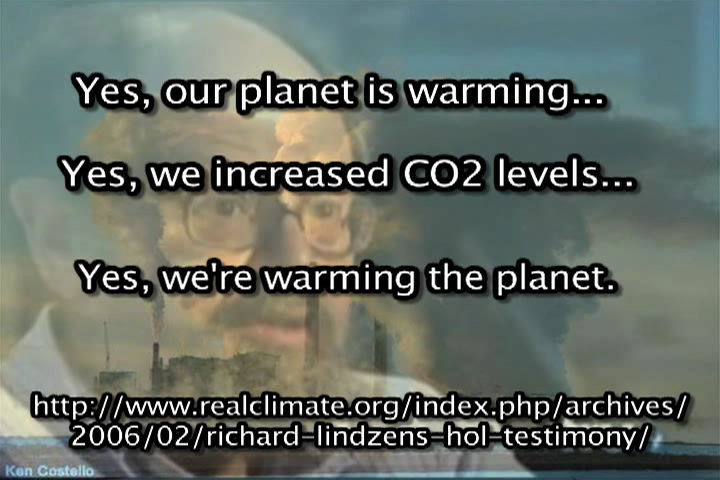 Yes, our planet is warming...
Yes, we increased CO2 levels...
Yes, we're warming the planet.
http://www.realclimate.org/index.php/archives/
2006/02/richard-lindzens-hol-testimony/
Ken Costello